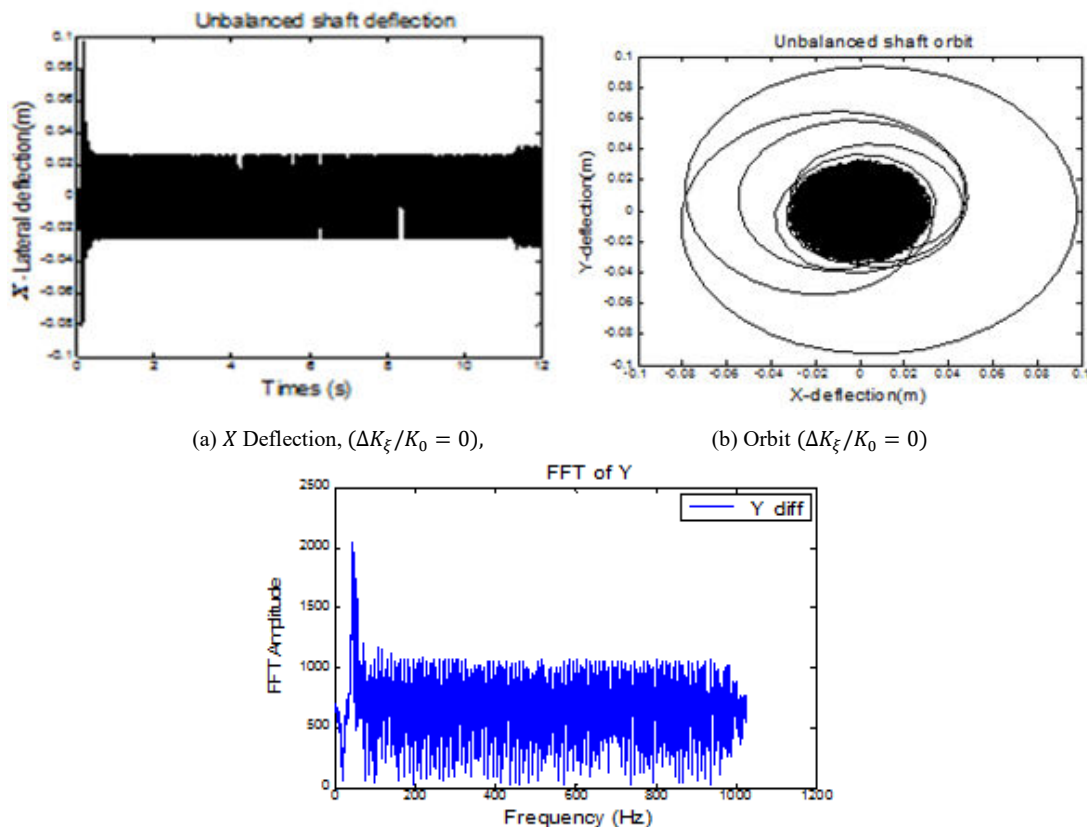 Unbalanced shaft deflection
0.1
0.08
0.06
0.04
0.02
0
-0.02
-0.04
-0.06
-0.08
-0.1
X-Lateral deflection(m)
0 2 4 6 8 10 12
Times (s)
Unbalanced shaft orbit
0.1
0.08
0.06
0.04
0.02
0
-0.02
-0.04
-0.06
-0.08
-0.1
Y-deflection(m)
-0.1 -0.08 -0.06 -0.04 -0.02 0 0.02 0.04 0.06 0.08 0.1
X-deflection(m)
(a) X Deflection, (ΔK_ξ/K_0 = 0),
(b) Orbit (ΔK_ξ/K_0 = 0)
FFT of Y
2500
2000
1500
1000
500
0
FFT Amplitude
Y diff
0 200 400 600 800 1000 1200
Frequency (Hz)